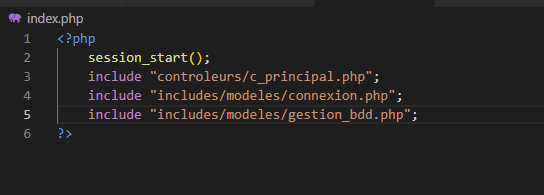 index.php
1 <?php
2 session_start();
3 include "controleurs/c_principal.php";
4 include "includes/modeles/connexion.php";
5 include "includes/modeles/gestion_bdd.php";
6 ?>